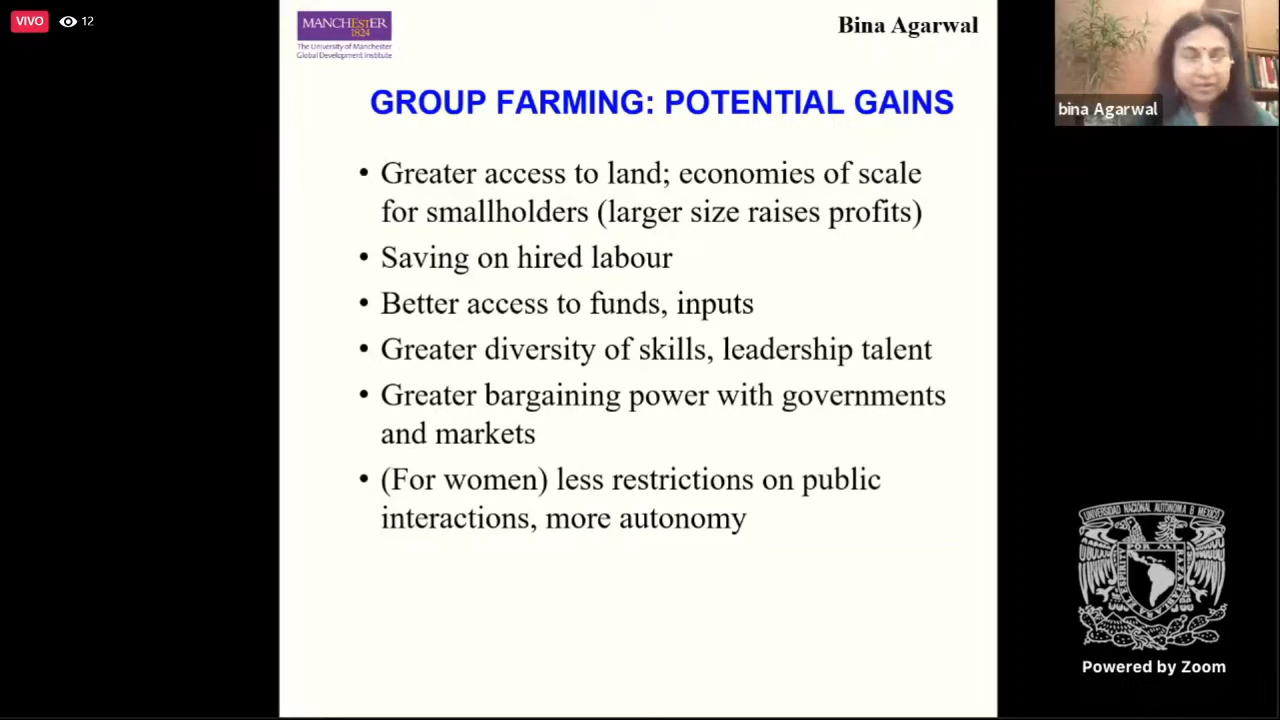 VIVO 12
MANCHESTER
1824
The University of Manchester
Global Development Institute
Bina Agarwal
bina Agarwal
GROUP FARMING: POTENTIAL GAINS
• Greater access to land; economies of scale
for smallholders (larger size raises profits)
• Saving on hired labour
• Better access to funds, inputs
• Greater diversity of skills, leadership talent
• Greater bargaining power with governments
and markets
• (For women) less restrictions on public
interactions, more autonomy
UNIVERSIDAD NACIONAL AUTONOMA
POR MI
Powered by Zoom